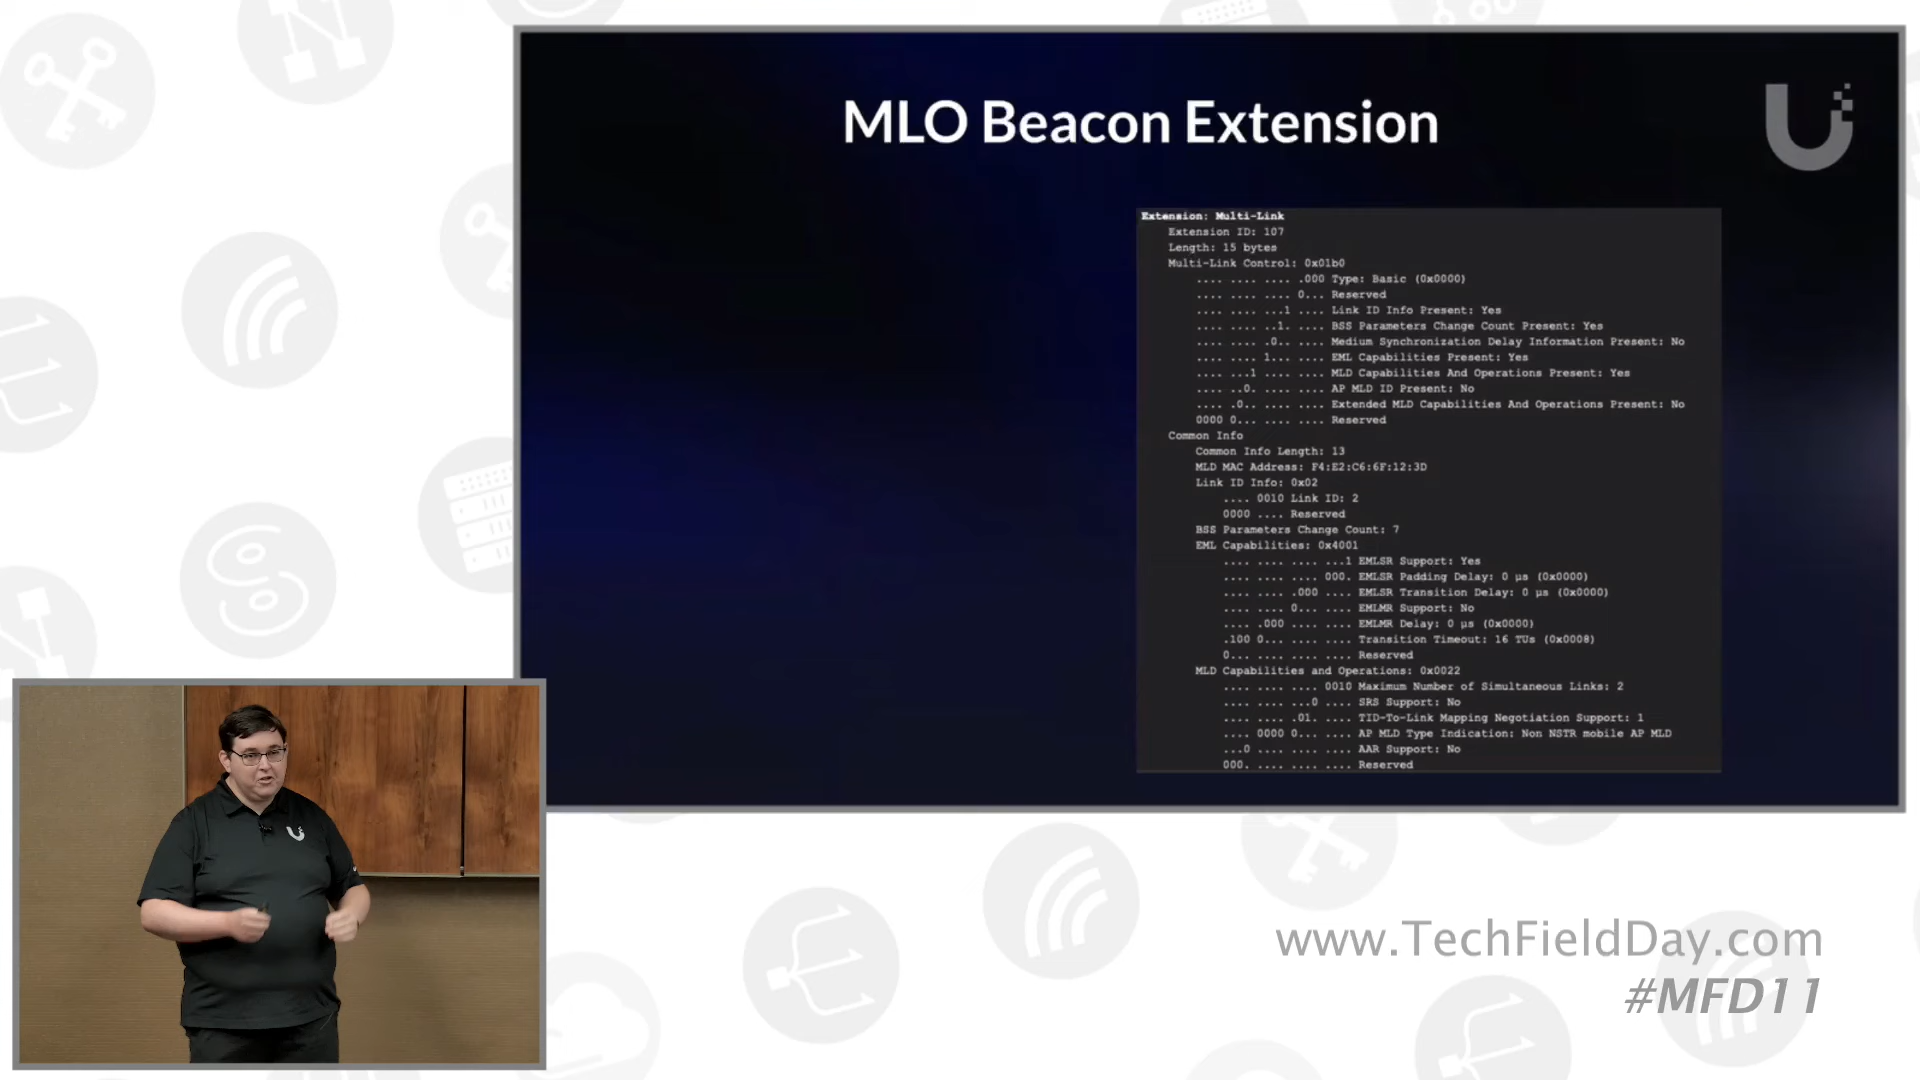 MLO Beacon Extension
Extension: Multi-Link
Extension ID: 107
Length: 15 bytes
Multi-Link Control: 0x01b0
.... .... .... .000 Type: Basic (0x0000)
.... .... .... 0... Reserved
.... .... ...1 .... Link ID Info Present: Yes
.... .... ..1. .... BSS Parameters Change Count Present: Yes
.... .... .0.. .... Medium Synchronization Delay Information Present: No
.... .... 1... .... EML Capabilities Present: Yes
.... ...1 .... .... MLD Capabilities And Operations Present: Yes
.... ..0. .... .... AP MLD ID Present: No
.... .0.. .... .... Extended MLD Capabilities And Operations Present: No
0000 0... .... .... Reserved
Common Info
Common Info Length: 13
MLD MAC Address: F4:E2:C6:6F:12:3D
Link ID Info: 0x02
.... 0010 Link ID: 2
0000 .... Reserved
BSS Parameters Change Count: 7
EML Capabilities: 0x4001
.... .... .... ...1 EMLSR Support: Yes
.... .... .... 000. EMLSR Padding Delay: 0 µs (0x0000)
.... .... .000 .... EMLSR Transition Delay: 0 µs (0x0000)
.... .... 0... .... EMLMR Support: No
.... .000 .... .... EMLMR Delay: 0 µs (0x0000)
.100 0... .... .... Transition Timeout: 16 TUs (0x0008)
0... .... .... .... Reserved
MLD Capabilities and Operations: 0x0022
.... .... .... 0010 Maximum Number of Simultaneous Links: 2
.... .... ...0 .... SRS Support: No
.... .... .01. .... TID-To-Link Mapping Negotiation Support: 1
.... 0000 0... .... AP MLD Type Indication: Non NSTR mobile AP MLD
...0 .... .... .... AAR Support: No
000. .... .... .... Reserved
www.TechFieldDay.com
#MFD11